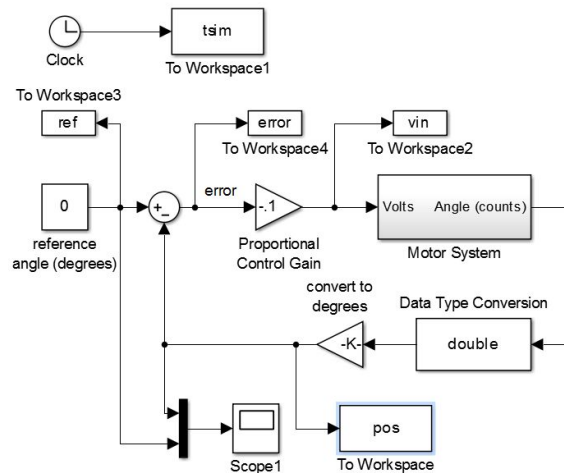 tsim
Clock
To Workspace1
To Workspace3
ref
error
To Workspace4
vin
To Workspace2
0
reference
angle (degrees)
+
-
error
-.1
Proportional
Control Gain
Volts Angle (counts)
Motor System
convert to
degrees
-K-
Data Type Conversion
double
Scope1
pos
To Workspace